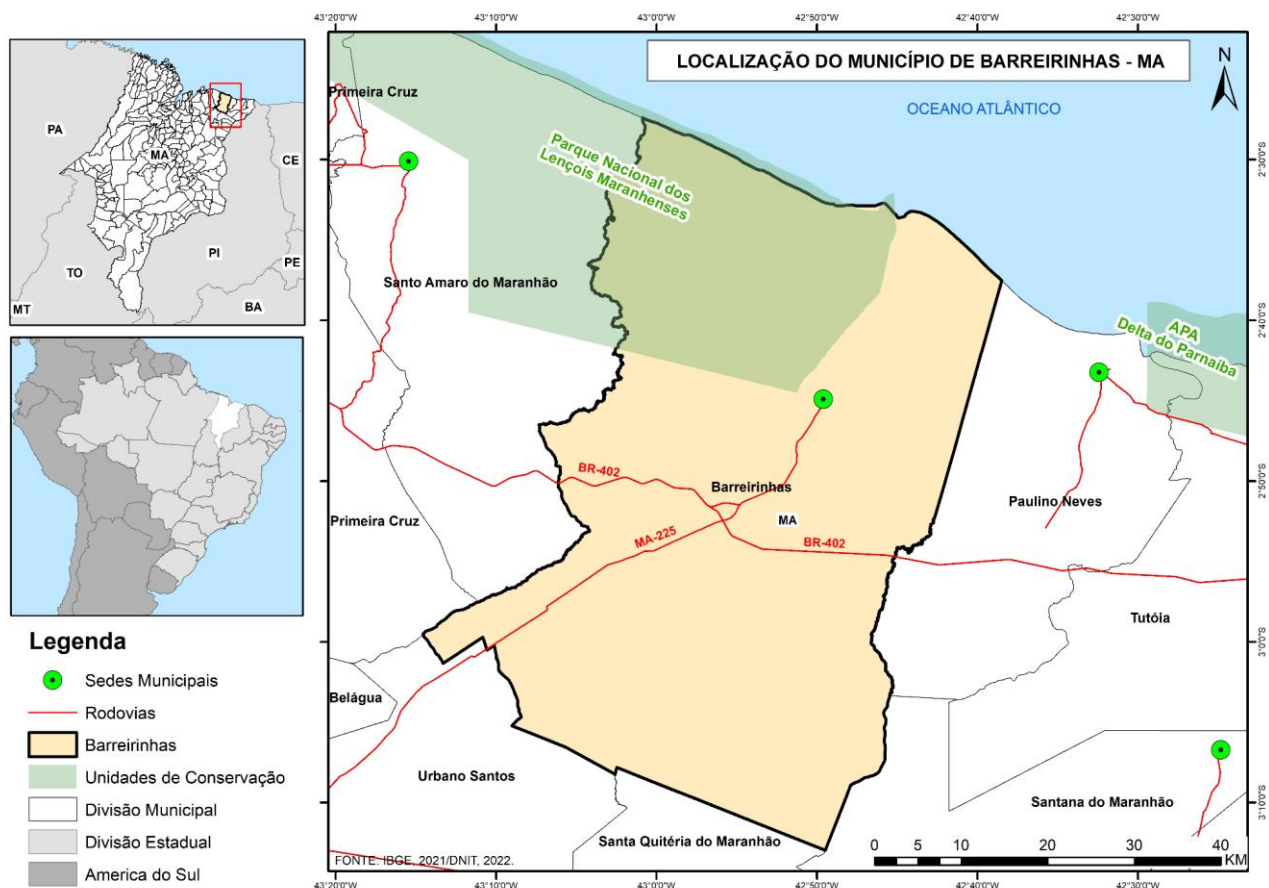 43°20'0"O
43°10'0"O
43°0'0"O
42°50'0"O
42°40'0"O
42°30'0"O
LOCALIZAÇÃO DO MUNICÍPIO DE BARREIRINHAS - MA
N
OCEANO ATLÂNTICO
PA
MA
CE
PI
TO
PE
MT
BA
Primeira Cruz
Parque Nacional dos
Lençois Maranhenses
2°30'0"S
Santo Amaro do Maranhão
2°40'0"S
APA
Delta do Parnaíba
BR-402
Barreirinhas
2°50'0"S
Paulino Neves
Primeira Cruz
MA
MA-225
BR-402
Tutóia
3°0'0"S
Belágua
Urbano Santos
Santana do Maranhão
3°10'0"S
Santa Quitéria do Maranhão
FONTE: IBGE, 2021/DNIT, 2022.
0 5 10 20 30 40
KM
43°20'0"O
43°10'0"O
43°0'0"O
42°50'0"O
42°40'0"O
42°30'0"O
Legenda
Sedes Municipais
Rodovias
Barreirinhas
Unidades de Conservação
Divisão Municipal
Divisão Estadual
America do Sul